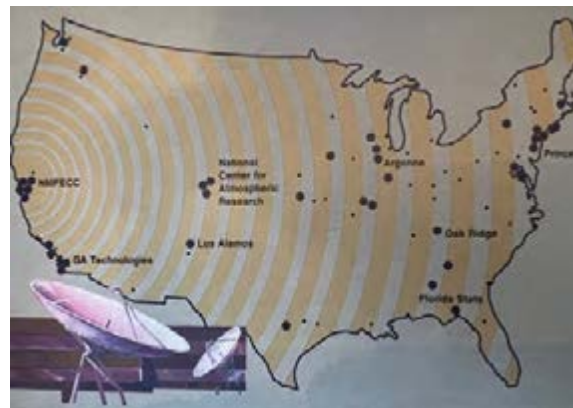 NMFECC
National
Center for
Atmospheric
Research
Argonne
Prince
Los Alamos
Oak Ridge
GA Technologies
Florida State